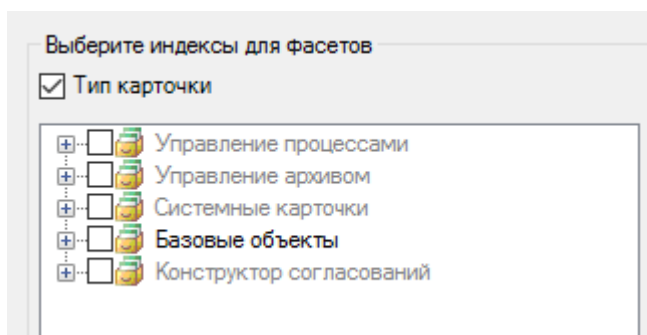 Выберите индексы для фасетов
Тип карточки
Управление процессами
Управление архивом
Системные карточки
Базовые объекты
Конструктор согласований